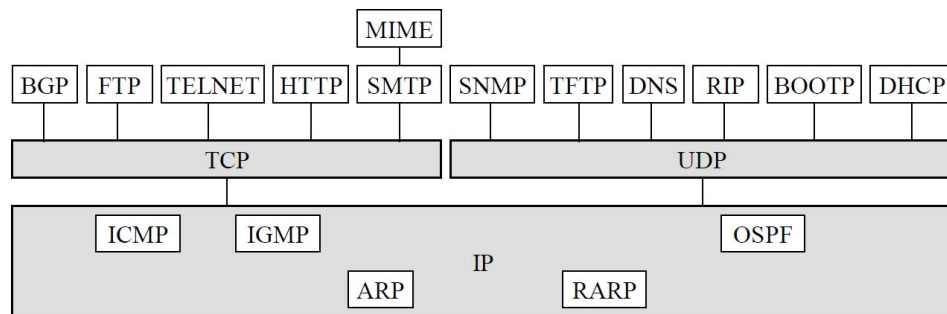 MIME
BGP FTP TELNET HTTP SMTP SNMP TFTP DNS RIP BOOTP DHCP
TCP UDP
ICMP IGMP OSPF
IP
ARP RARP